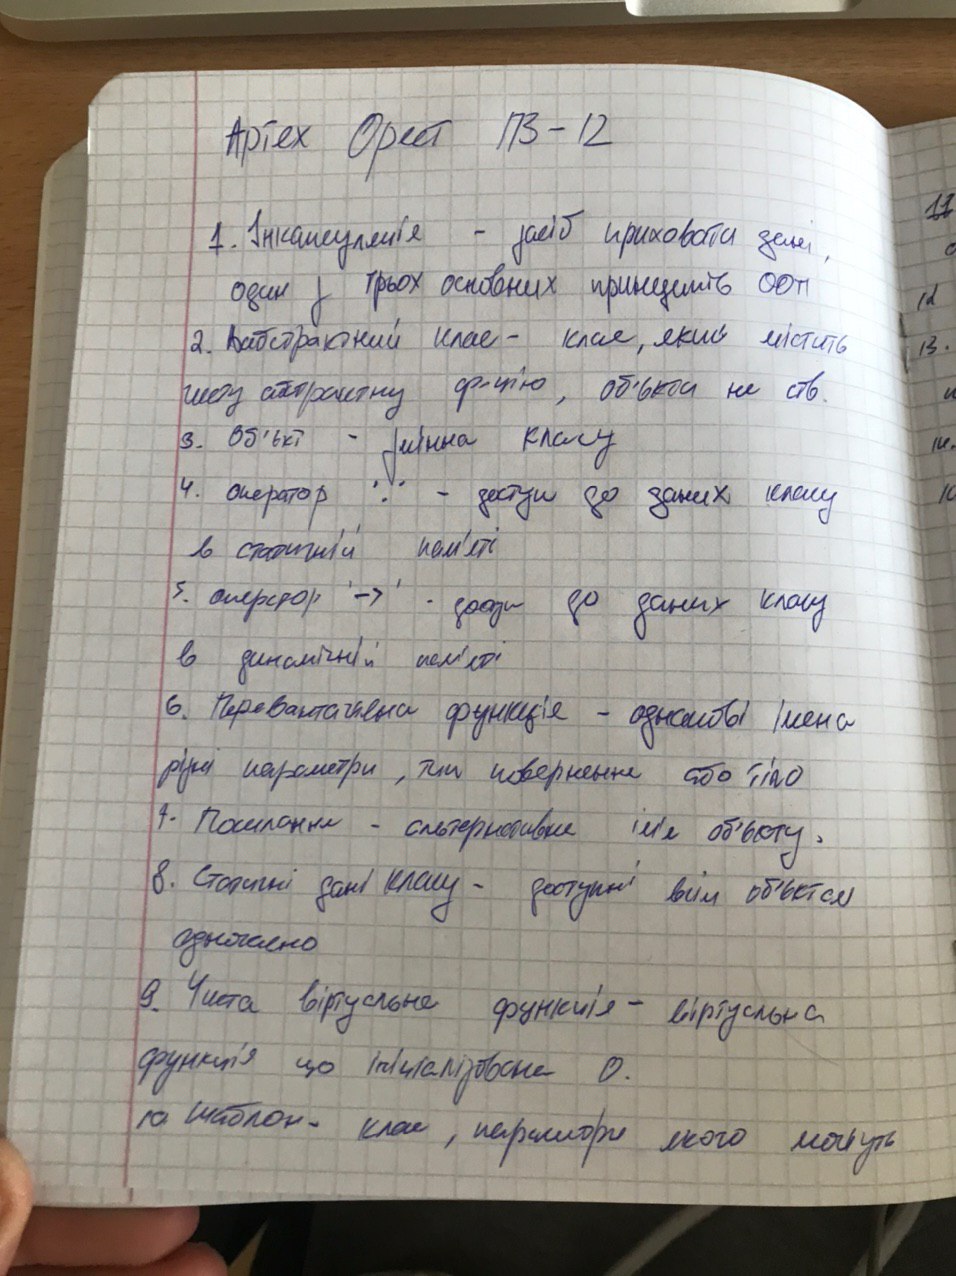 Артех Орест ПЗ-12
1. Інкапсуляція - засіб приховати дані,
один з трьох основних принципів ООП
2. Абстрактний клас - клас, який містить
чисту абстрактну ф-цію, об'єкти не ств.
3. Об'єкт - змінна класу
4. оператор '.' - доступ до даних класу
в статичній пам'яті
5. оператор '->' - доступ до даних класу
в динамічній пам'яті
6. Перевантажена функція - однакові імена
різні параметри, тип повернення або тіло
7. Посилання - альтернативне ім'я об'єкту.
8. Статичні дані класу - доступні всім об'єктам
однаково
9. Чиста віртуальна функція - віртуальна
функція що ініціалізована 0.
10 Шаблон - клас, параметри якого можуть
11
12
13.
14.